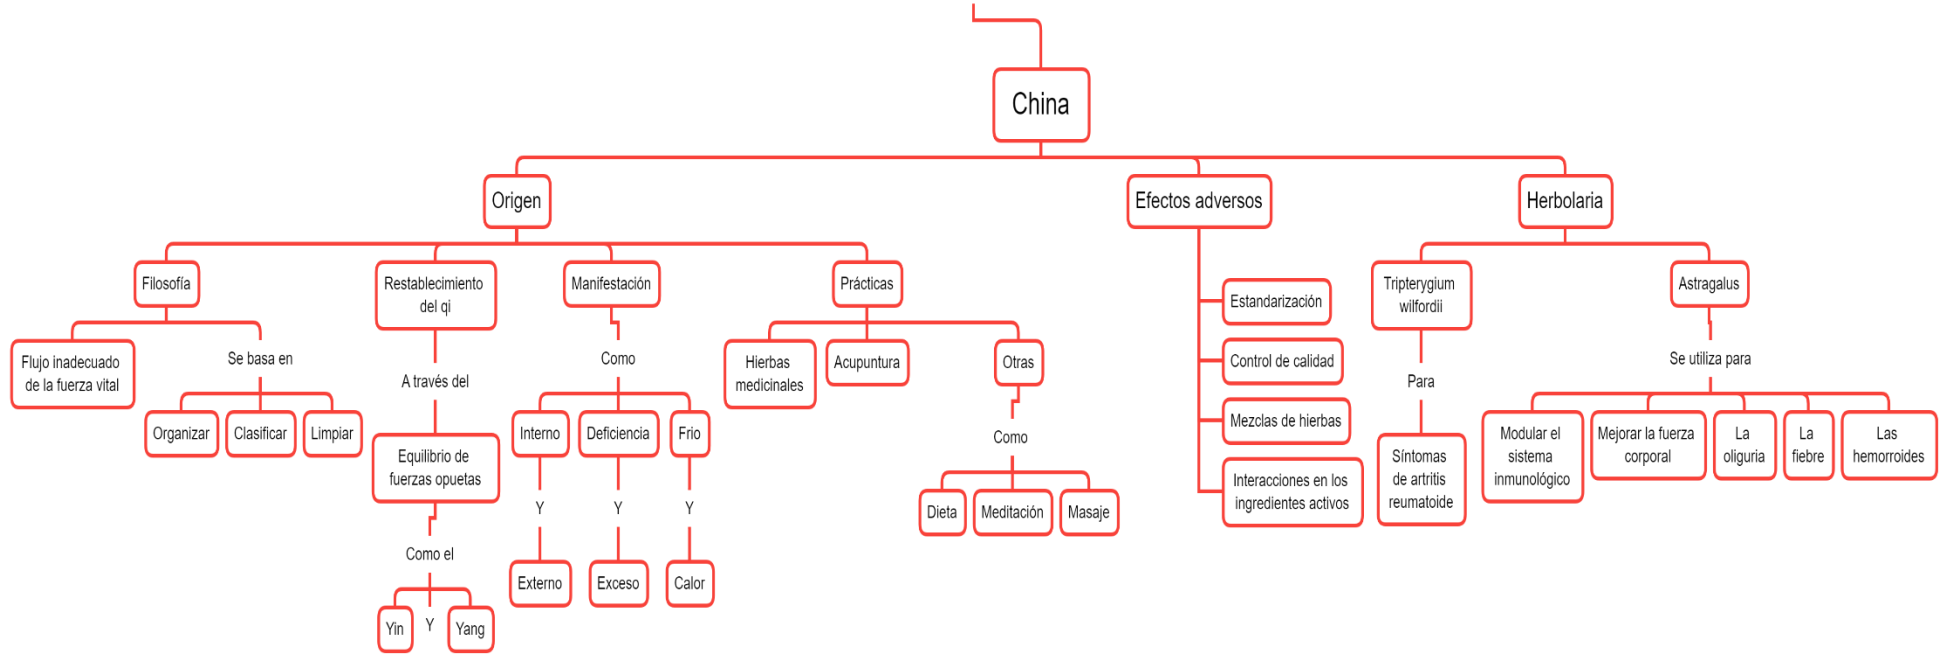 China
Origen
Efectos adversos
Herbolaria
Filosofía
Restablecimiento
del qi
Manifestación
Prácticas
Estandarización
Control de calidad
Mezclas de hierbas
Interacciones en los
ingredientes activos
Tripterygium
wilfordii
Astragalus
Flujo inadecuado
de la fuerza vital
Se basa en
Organizar
Clasificar
Limpiar
A través del
Equilibrio de
fuerzas opuetas
Como el
Yin
Y
Yang
Como
Interno
Deficiencia
Frio
Y
Y
Y
Externo
Exceso
Calor
Hierbas
medicinales
Acupuntura
Otras
Como
Dieta
Meditación
Masaje
Para
Síntomas
de artritis
reumatoide
Se utiliza para
Modular el
sistema
inmunológico
Mejorar la fuerza
corporal
La
oliguria
La
fiebre
Las
hemorroides